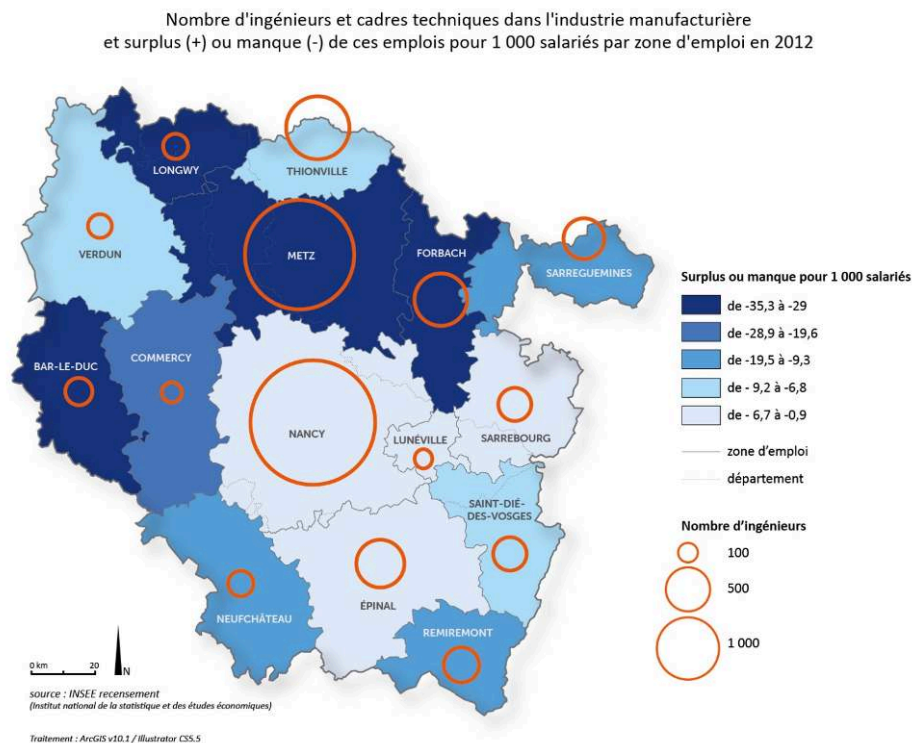 Nombre d'ingénieurs et cadres techniques dans l'industrie manufacturière
et surplus (+) ou manque (-) de ces emplois pour 1 000 salariés par zone d'emploi en 2012
LONGWY
THIONVILLE
VERDUN
METZ
FORBACH
SARREGUEMINES
BAR-LE-DUC
COMMERCY
NANCY
LUNÉVILLE
SARREBOURG
SAINT-DIÉ-
DES-VOSGES
NEUFCHÂTEAU
ÉPINAL
REMIREMONT
Surplus ou manque pour 1 000 salariés
de -35,3 à -29
de -28,9 à -19,6
de -19,5 à -9,3
de - 9,2 à -6,8
de - 6,7 à -0,9
zone d'emploi
département
Nombre d'ingénieurs
100
500
1 000
0 km 20
N
source : INSEE recensement
(Institut national de la statistique et des études économiques)
Traitement : ArcGIS v10.1 / Illustrator CS5.5